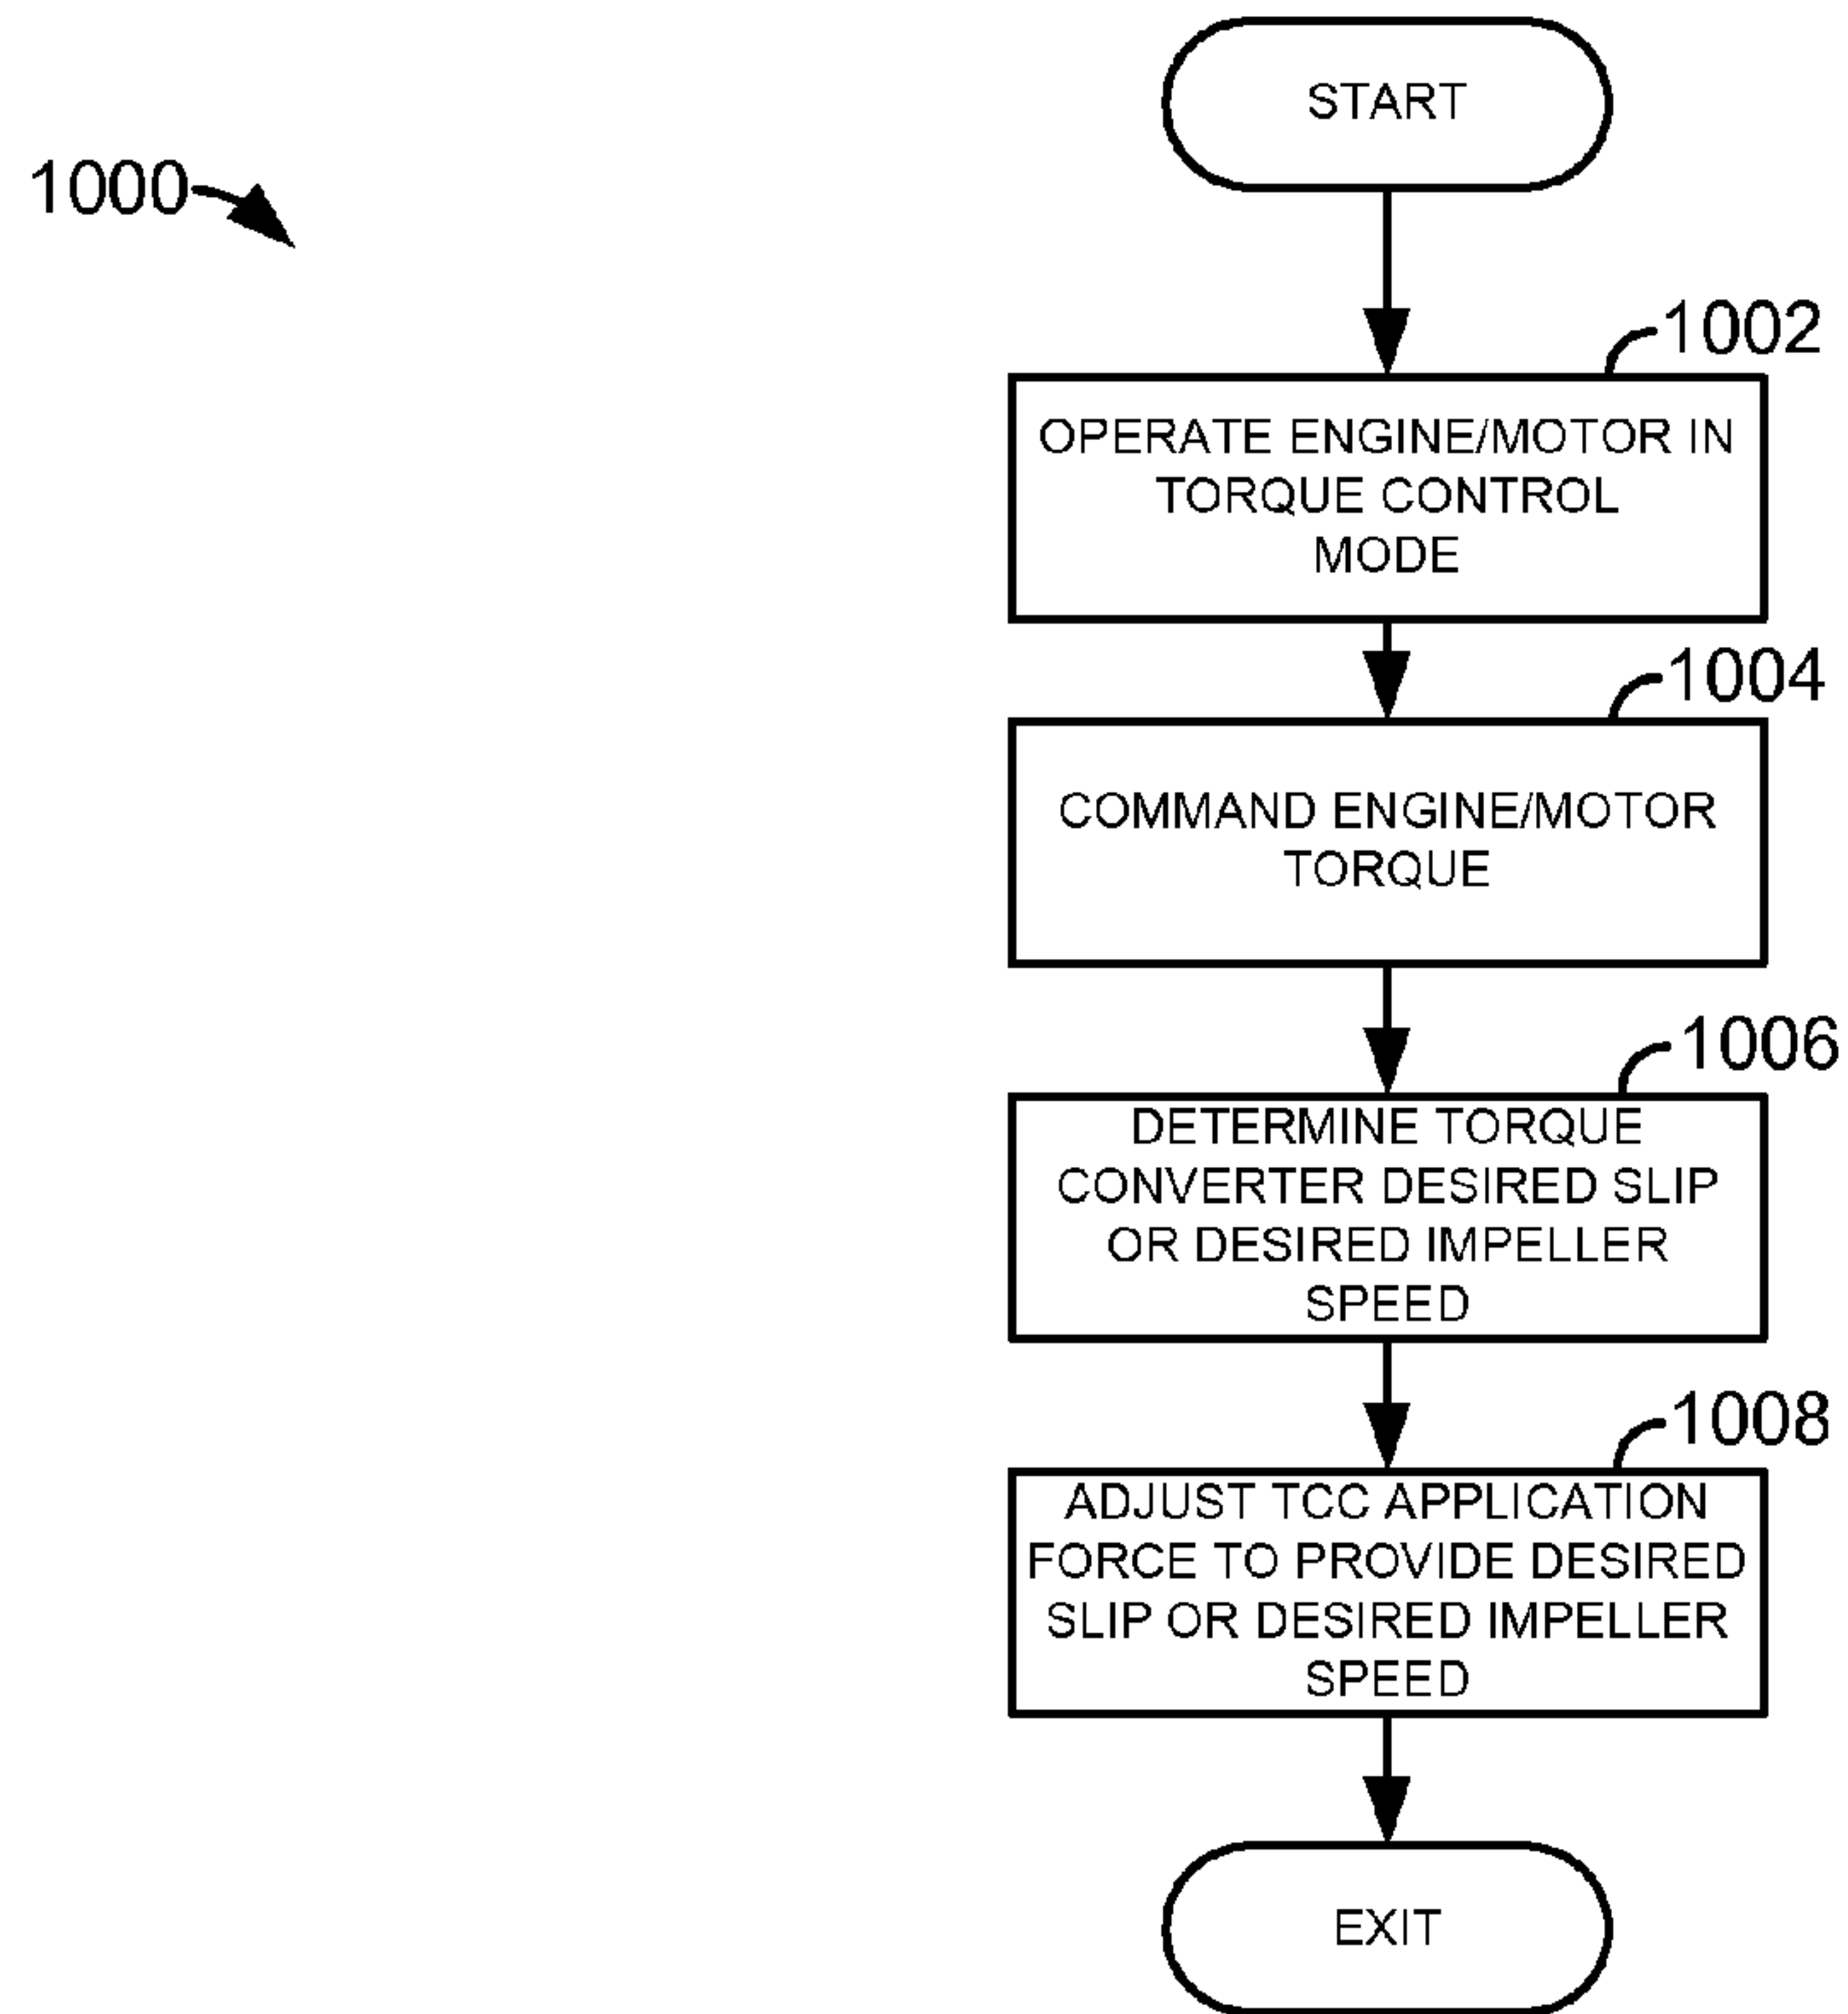 START
1000
1002
OPERATE ENGINE/MOTOR IN
TORQUE CONTROL
MODE
1004
COMMAND ENGINE/MOTOR
TORQUE
1006
DETERMINE TORQUE
CONVERTER DESIRED SLIP
OR DESIRED IMPELLER
SPEED
1008
ADJUST TCC APPLICATION
FORCE TO PROVIDE DESIRED
SLIP OR DESIRED IMPELLER
SPEED
EXIT